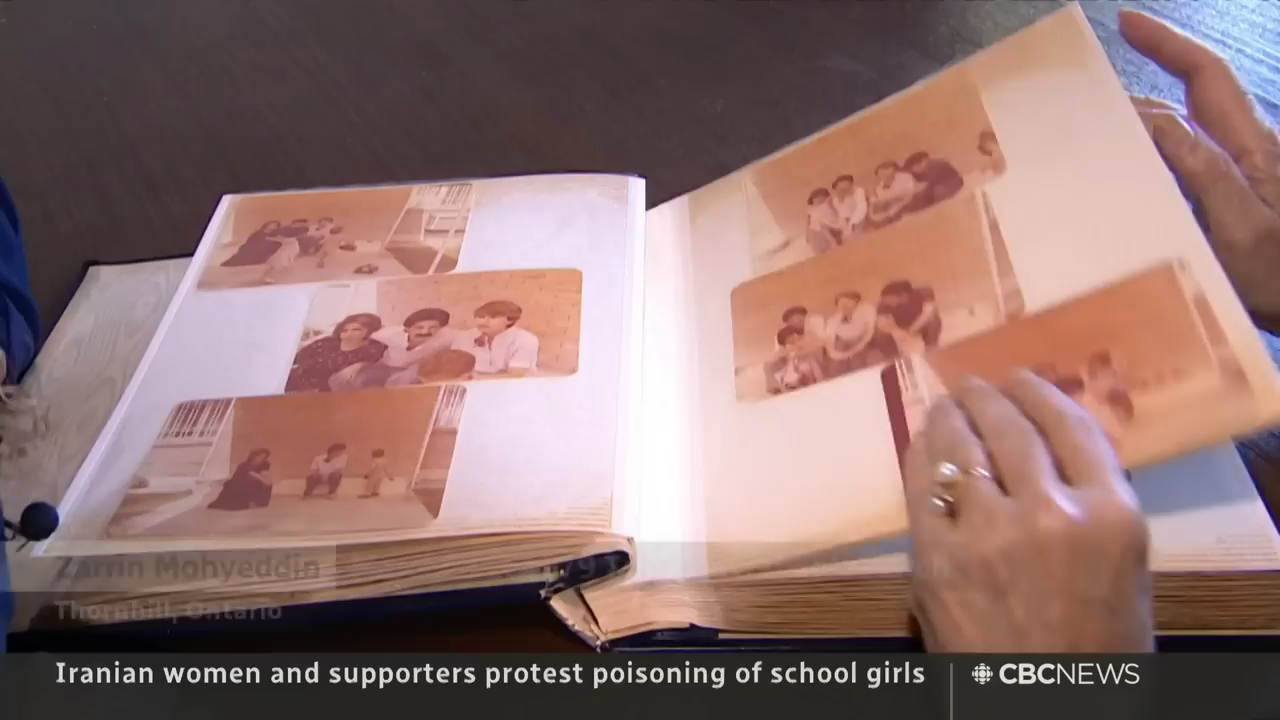 Zarrin Mohyeddin
Thornhill, Ontario
Iranian women and supporters protest poisoning of school girls
CBCNEWS